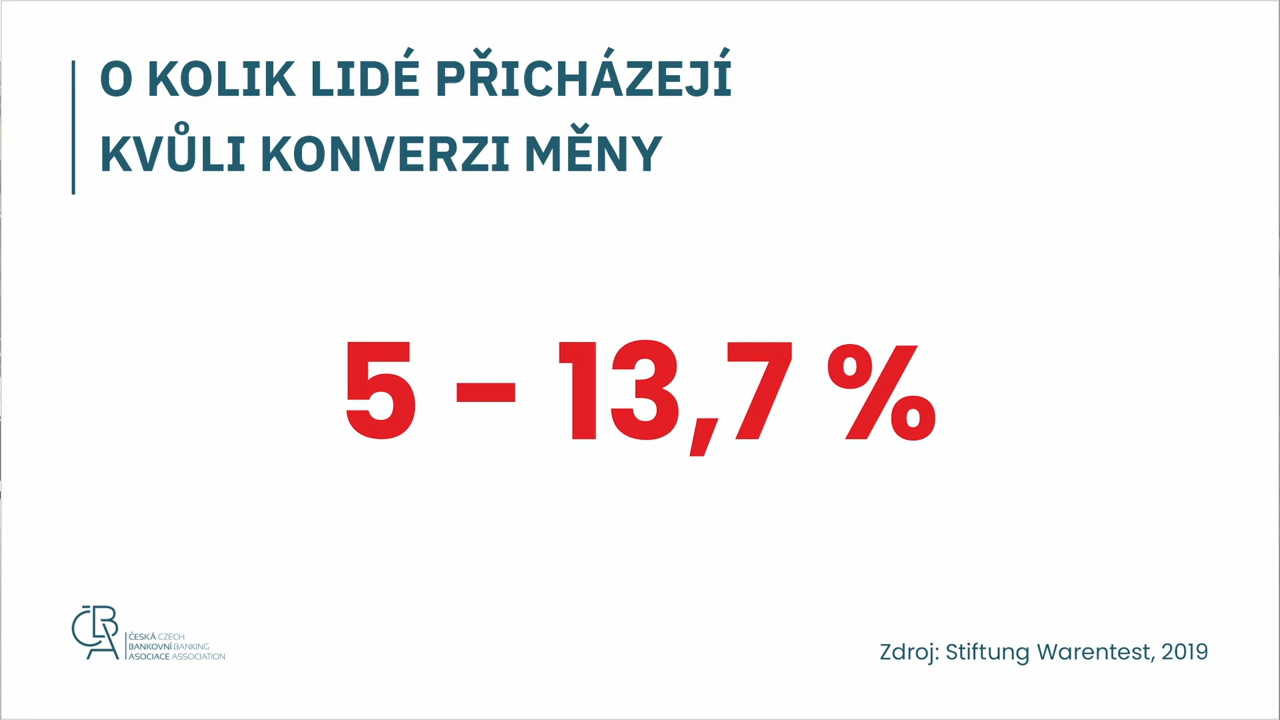 O KOLIK LIDÉ PŘICHÁZEJÍ
KVŮLI KONVERZI MĚNY
5 – 13,7 %
ČBA
ČESKÁ CZECH
BANKOVNÍ BANKING
ASOCIACE ASSOCIATION
Zdroj: Stiftung Warentest, 2019